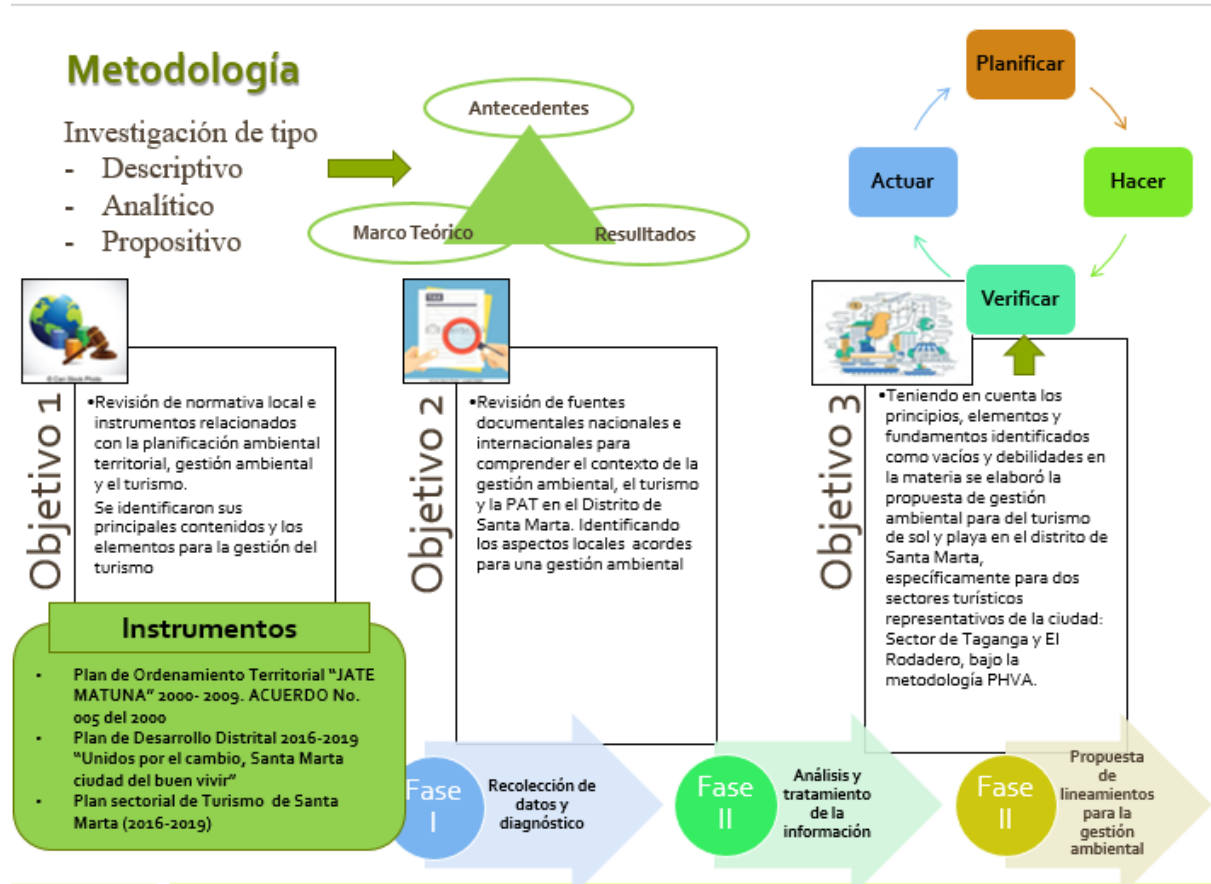 Metodología
Investigación de tipo
- Descriptivo
- Analítico
- Propositivo
Antecedentes
Marco Teórico
Resulltados
Planificar
Hacer
Verificar
Actuar
© Can Stock Photo
Objetivo 1
•Revisión de normativa local e
instrumentos relacionados
con la planificación ambiental
territorial, gestión ambiental
y el turismo.
Se identificaron sus
principales contenidos y los
elementos para la gestión del
turismo
Instrumentos
• Plan de Ordenamiento Territorial "JATE
MATUNA" 2000- 2009. ACUERDO No.
005 del 2000
• Plan de Desarrollo Distrital 2016-2019
"Unidos por el cambio, Santa Marta
ciudad del buen vivir"
• Plan sectorial de Turismo de Santa
Marta (2016-2019)
TAX
Objetivo 2
•Revisión de fuentes
documentales nacionales e
internacionales para
comprender el contexto de la
gestión ambiental, el turismo
y la PAT en el Distrito de
Santa Marta. Identificando
los aspectos locales acordes
para una gestión ambiental
Objetivo 3
•Teniendo en cuenta los
principios, elementos y
fundamentos identificados
como vacíos y debilidades en
la materia se elaboró la
propuesta de gestión
ambiental para del turismo
de sol y playa en el distrito de
Santa Marta,
específicamente para dos
sectores turísticos
representativos de la ciudad:
Sector de Taganga y El
Rodadero, bajo la
metodología PHVA.
Fase
I
Recolección de
datos y
diagnóstico
Fase
II
Análisis y
tratamiento
de la
información
Fase
II
Propuesta
de
lineamientos
para la
gestión
ambiental